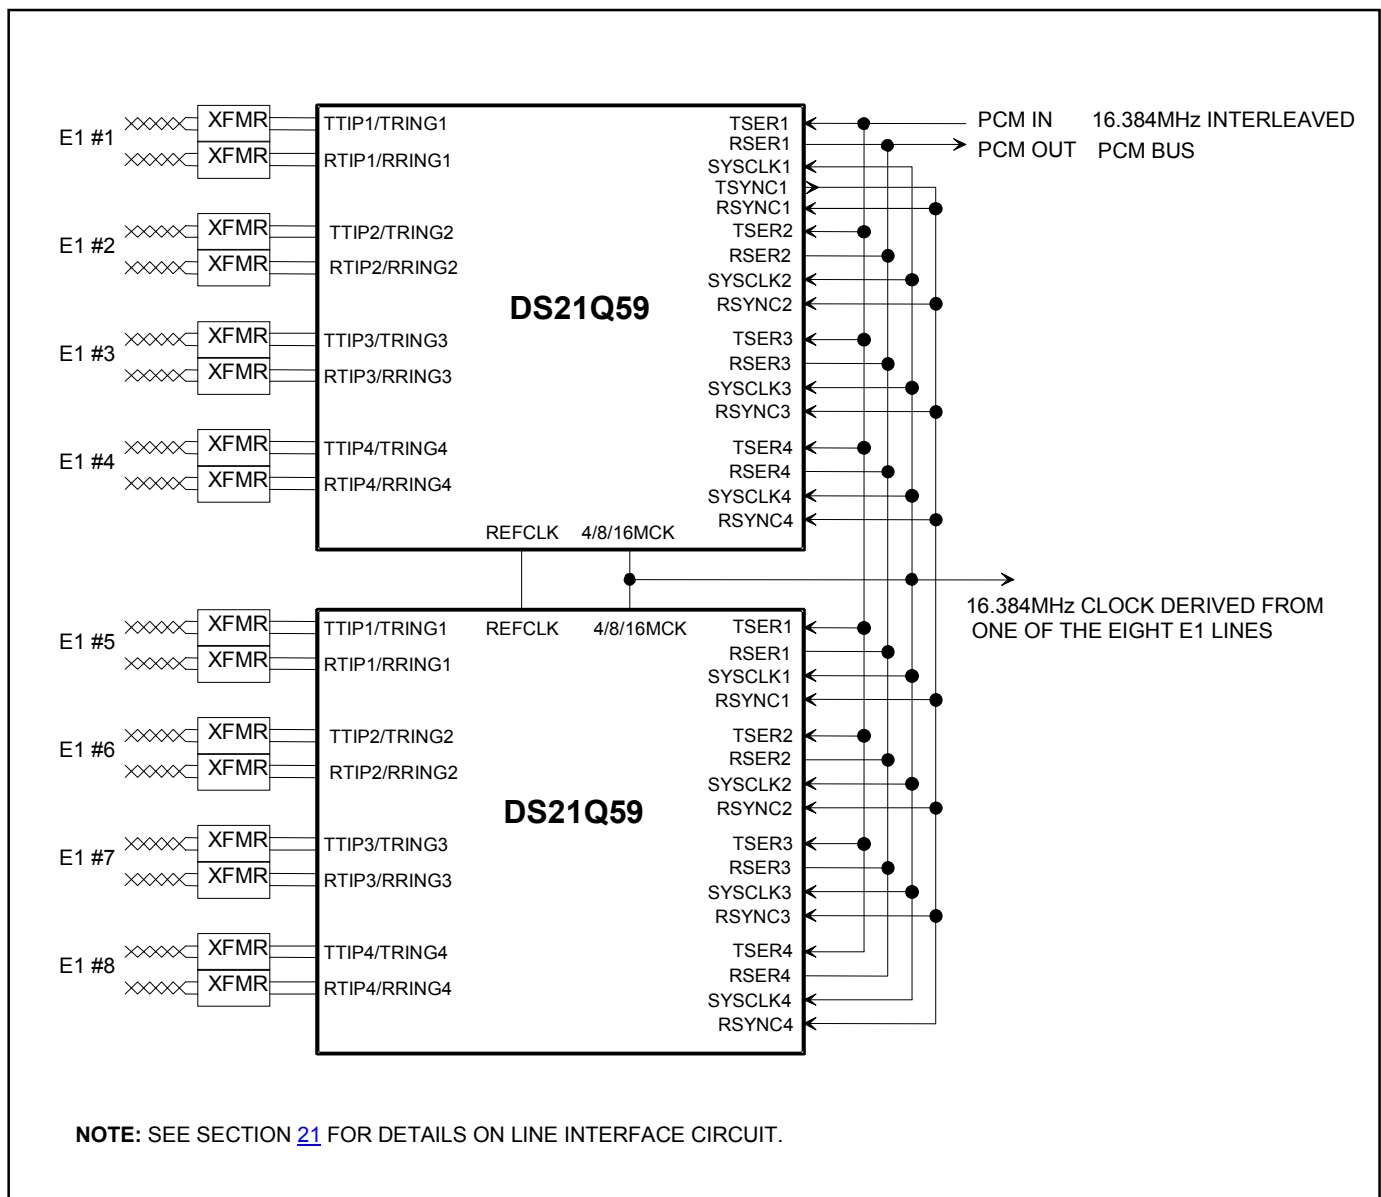 E1 #1
XFMR
XFMR
TTIP1/TRING1
RTIP1/RRING1
E1 #2
XFMR
XFMR
TTIP2/TRING2
RTIP2/RRING2
E1 #3
XFMR
XFMR
TTIP3/TRING3
RTIP3/RRING3
E1 #4
XFMR
XFMR
TTIP4/TRING4
RTIP4/RRING4
DS21Q59
REFCLK 4/8/16MCK
TSER1
RSER1
SYSCLK1
TSYNC1
RSYNC1
TSER2
RSER2
SYSCLK2
RSYNC2
TSER3
RSER3
SYSCLK3
RSYNC3
TSER4
RSER4
SYSCLK4
RSYNC4
PCM IN 16.384MHz INTERLEAVED
PCM OUT PCM BUS
16.384MHz CLOCK DERIVED FROM
ONE OF THE EIGHT E1 LINES
E1 #5
XFMR
XFMR
TTIP1/TRING1
RTIP1/RRING1
E1 #6
XFMR
XFMR
TTIP2/TRING2
RTIP2/RRING2
E1 #7
XFMR
XFMR
TTIP3/TRING3
RTIP3/RRING3
E1 #8
XFMR
XFMR
TTIP4/TRING4
RTIP4/RRING4
REFCLK 4/8/16MCK
DS21Q59
TSER1
RSER1
SYSCLK1
RSYNC1
TSER2
RSER2
SYSCLK2
RSYNC2
TSER3
RSER3
SYSCLK3
RSYNC3
TSER4
RSER4
SYSCLK4
RSYNC4
NOTE: SEE SECTION 21 FOR DETAILS ON LINE INTERFACE CIRCUIT.